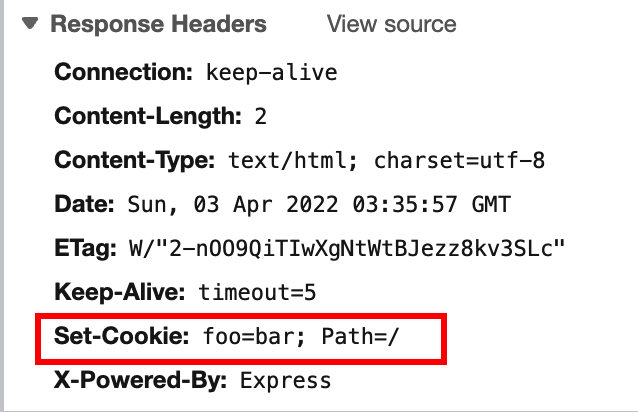 ▼ Response Headers View source
Connection: keep-alive
Content-Length: 2
Content-Type: text/html; charset=utf-8
Date: Sun, 03 Apr 2022 03:35:57 GMT
ETag: W/"2-nOO9QiTIwXgNtWtBJezz8kv3SLc"
Keep-Alive: timeout=5
Set-Cookie: foo=bar; Path=/
X-Powered-By: Express